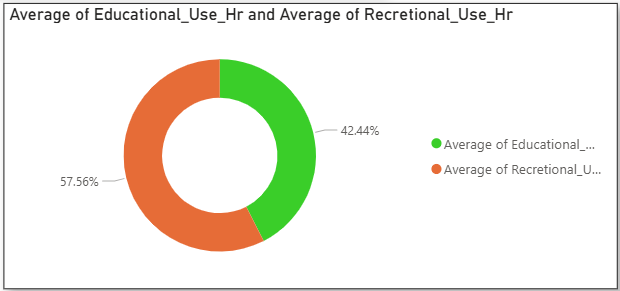 Average of Educational_Use_Hr and Average of Recretional_Use_Hr
42.44%
57.56%
Average of Educational_...
Average of Recretional_U...